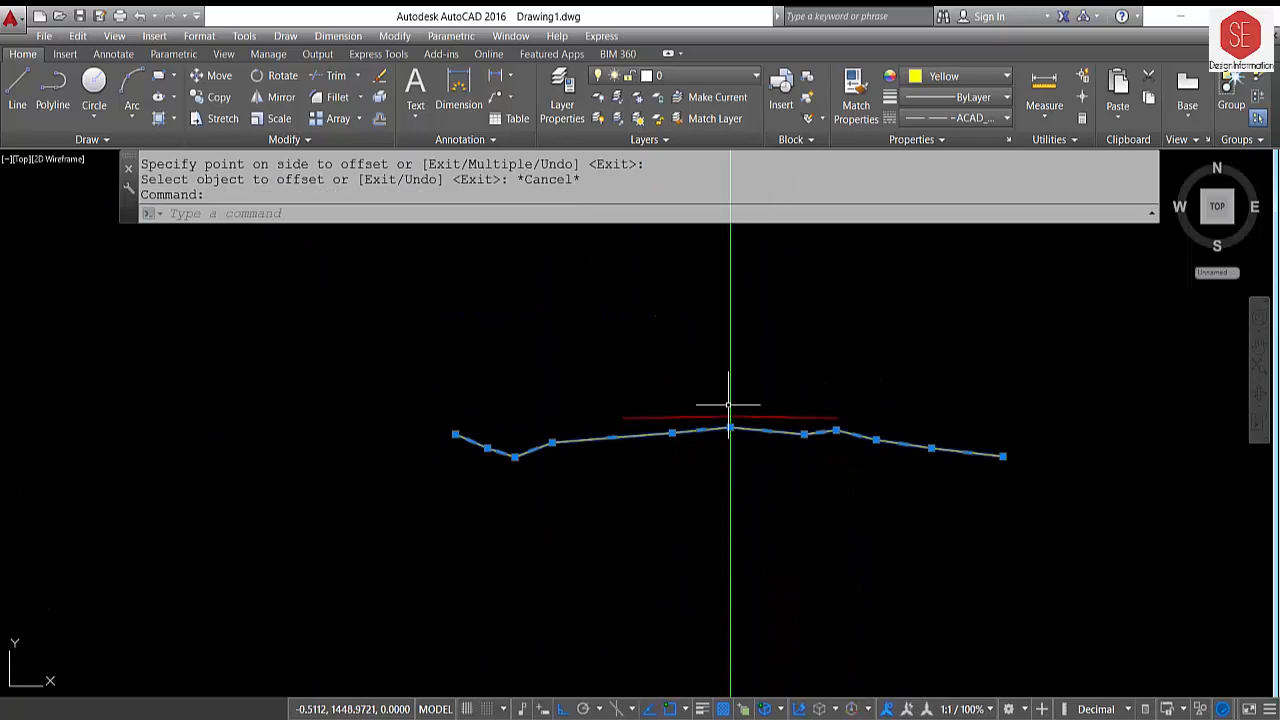 Autodesk AutoCAD 2016 Drawing1.dwg
Type a keyword or phrase
Sign In
SE
Design Information
File Edit View Insert Format Tools Draw Dimension Modify Parametric Window Help Express
Home Insert Annotate Parametric View Manage Output Express Tools Add-ins Online Featured Apps BIM 360
Line Polyline Circle Arc
Move Rotate Trim
Copy Mirror Fillet
Stretch Scale Array
Text Dimension Table
Layer Properties
0
Make Current
Match Layer
Insert
Match Properties
Yellow
ByLayer
ACAD_...
Measure
Paste
Base
Group
Draw Modify Annotation Layers Block Properties Utilities Clipboard View Groups
[−][Top][2D Wireframe]
Specify point on side to offset or [Exit/Multiple/Undo] <Exit>:
Select object to offset or [Exit/Undo] <Exit>: *Cancel*
Command:
Type a command
N
W TOP E
S
Unnamed
Y
X
-0.5112, 1448.9721, 0.0000 MODEL 1:1 / 100% Decimal